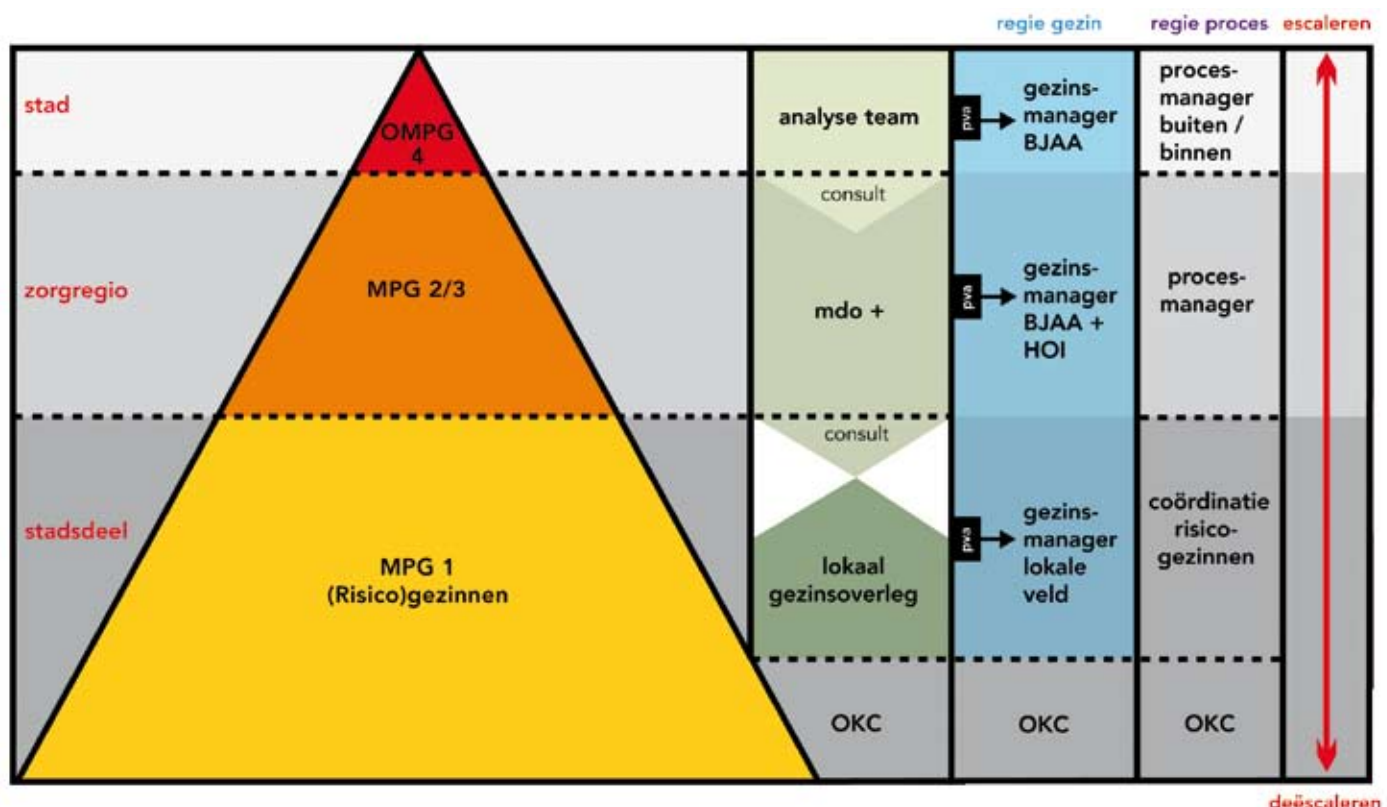 regie gezin
regie proces
escaleren
stad
OMPG
4
analyse team
pva
gezins-
manager
BJAA
proces-
manager
buiten /
binnen
consult
zorgregio
MPG 2/3
mdo +
pva
gezins-
manager
BJAA +
HOI
proces-
manager
consult
stadsdeel
MPG 1
(Risico)gezinnen
lokaal
gezinsoverleg
pva
gezins-
manager
lokale
veld
coördinatie
risico-
gezinnen
OKC
OKC
OKC
deëscaleren